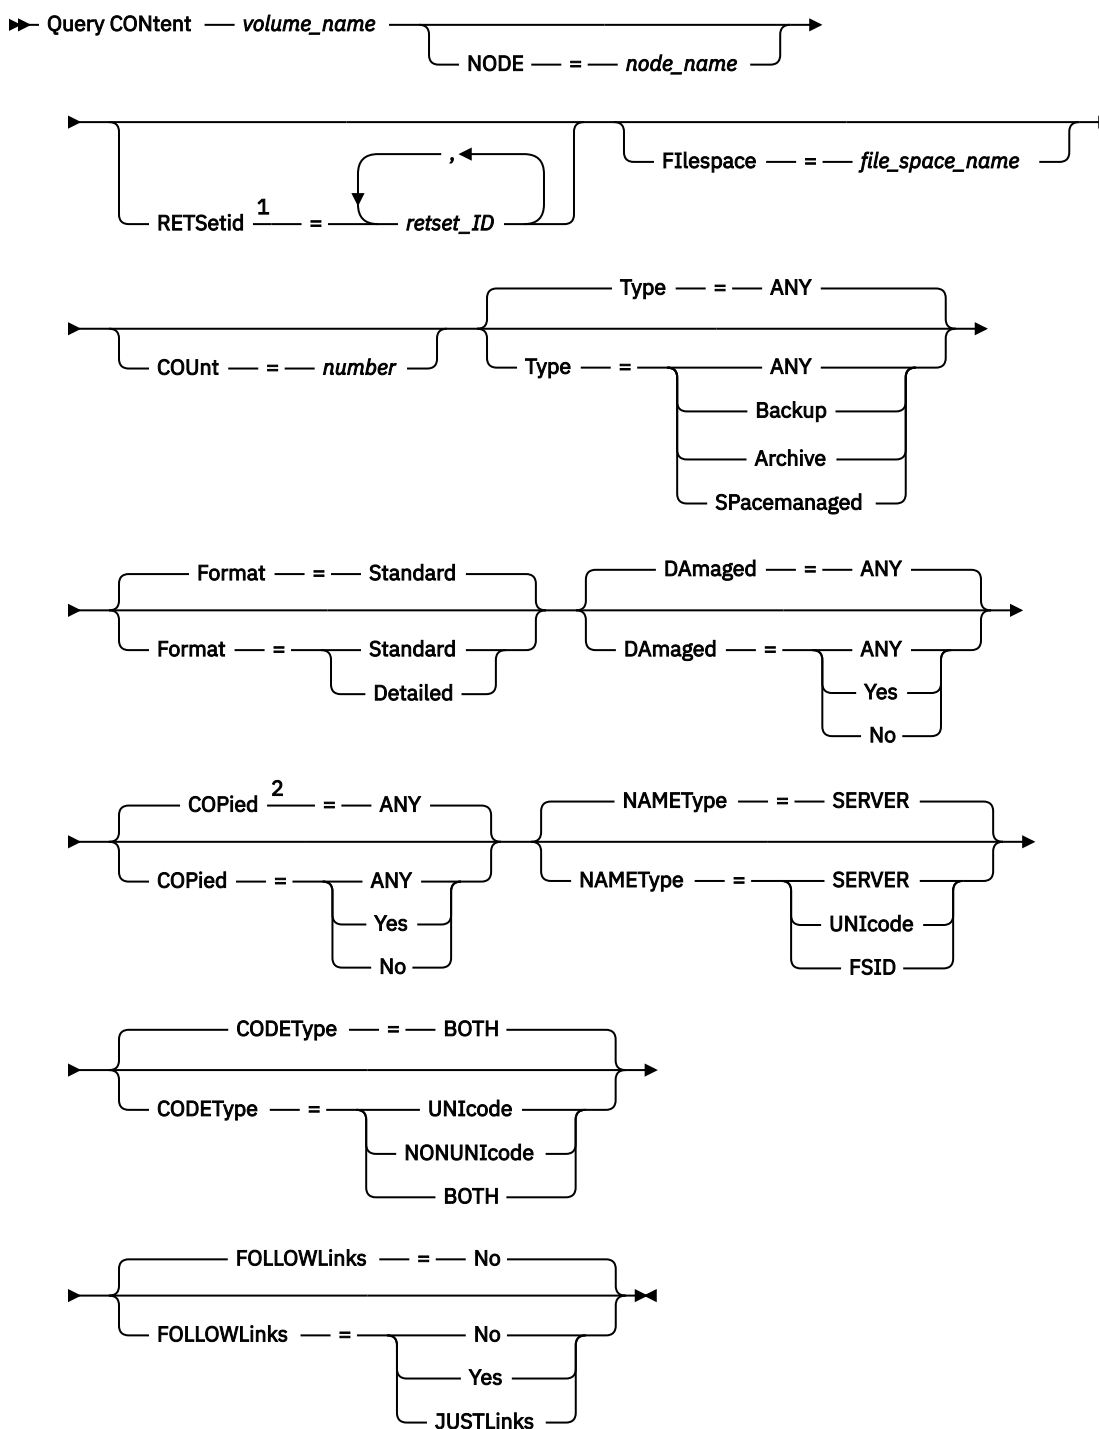 Query CONtent volume_name
NODE = node_name
,
RETSetid 1 = retset_ID
FIlespace = file_space_name
Type = ANY
COUnt = number
Type = ANY
Backup
Archive
SPacemanaged
Format = Standard
DAmaged = ANY
Format = Standard
Detailed
DAmaged = ANY
Yes
No
COPied 2 = ANY
NAMEType = SERVER
COPied = ANY
Yes
No
NAMEType = SERVER
UNIcode
FSID
CODEType = BOTH
CODEType = UNIcode
NONUNIcode
BOTH
FOLLOWLinks = No
FOLLOWLinks = No
Yes
JUSTLinks